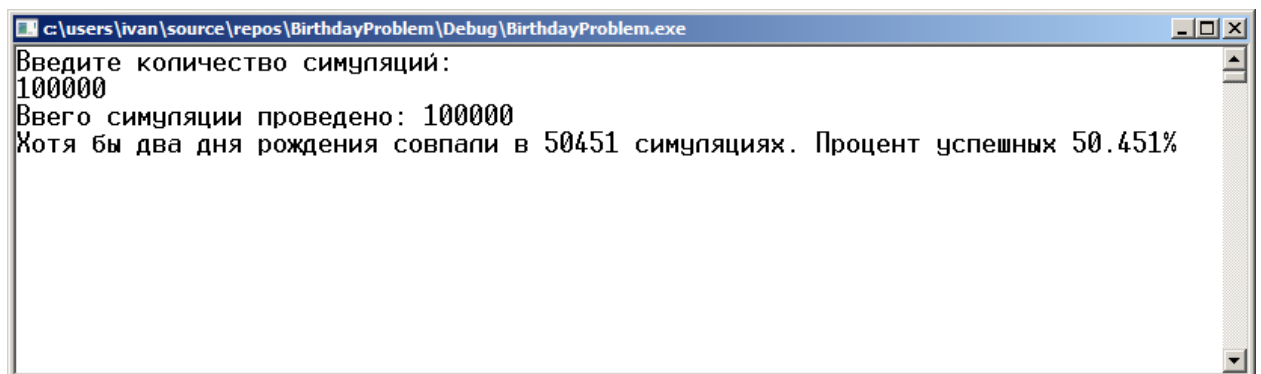 c:\users\ivan\source\repos\BirthdayProblem\Debug\BirthdayProblem.exe
Введите количество симуляций:
100000
Ввего симуляции проведено: 100000
Хотя бы два дня рождения совпали в 50451 симуляциях. Процент успешных 50.451%